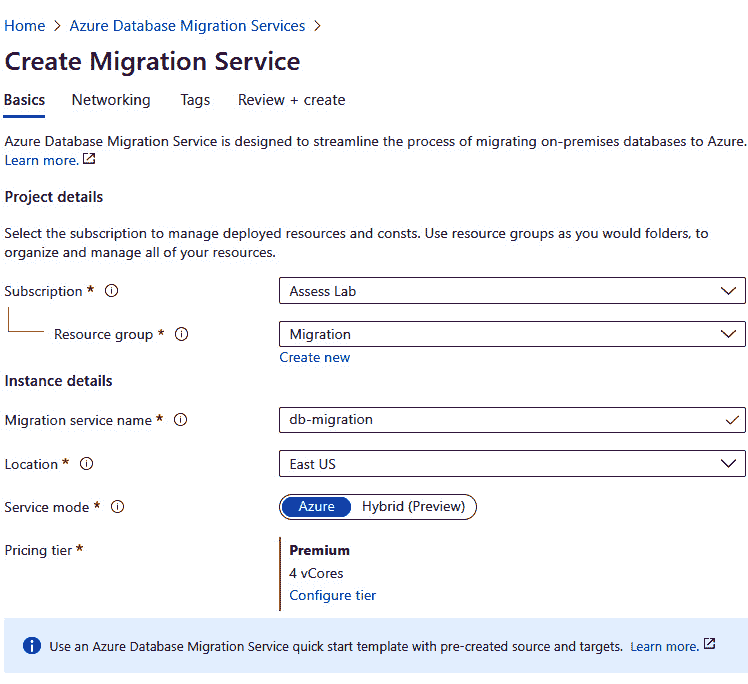 Home > Azure Database Migration Services >
Create Migration Service
Basics Networking Tags Review + create
Azure Database Migration Service is designed to streamline the process of migrating on-premises databases to Azure.
Learn more.
Project details
Select the subscription to manage deployed resources and consts. Use resource groups as you would folders, to
organize and manage all of your resources.
Subscription * Assess Lab
Resource group * Migration
Create new
Instance details
Migration service name * db-migration
Location * East US
Service mode * Azure Hybrid (Preview)
Pricing tier * Premium
4 vCores
Configure tier
Use an Azure Database Migration Service quick start template with pre-created source and targets. Learn more.